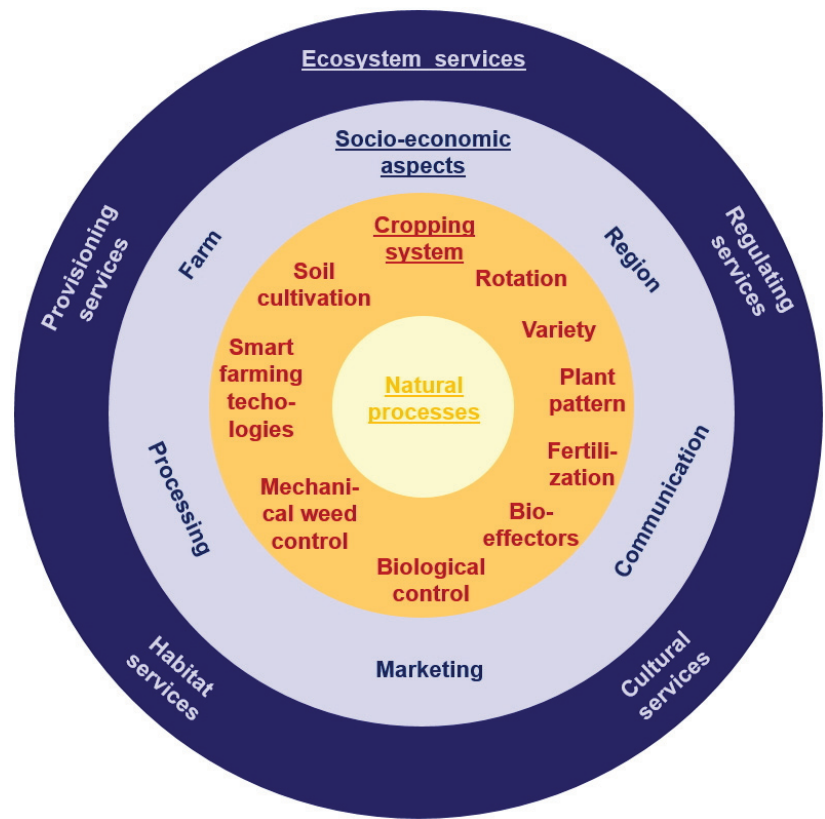 Ecosystem services
Provisioning
services
Regulating
services
Habitat
services
Cultural
services
Socio-economic
aspects
Farm
Region
Processing
Communication
Marketing
Cropping
system
Soil
cultivation
Rotation
Variety
Smart
farming
techo-
logies
Plant
pattern
Fertili-
zation
Mechani-
cal weed
control
Bio-
effectors
Biological
control
Natural
processes